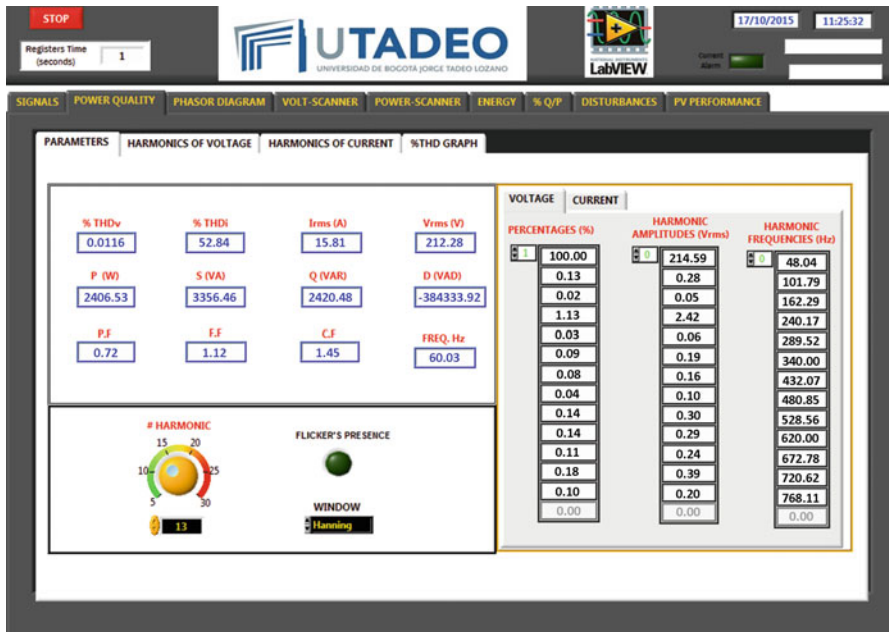 STOP
Registers Time
(seconds)
1
UTADEO
UNIVERSIDAD DE BOGOTÁ JORGE TADEO LOZANO
NATIONAL INSTRUMENTS
LabVIEW
17/10/2015 11:25:32
Current
Alarm
SIGNALS POWER QUALITY PHASOR DIAGRAM VOLT-SCANNER POWER-SCANNER ENERGY % Q/P DISTURBANCES PV PERFORMANCE
PARAMETERS HARMONICS OF VOLTAGE HARMONICS OF CURRENT %THD GRAPH
% THDv % THDi Irms (A) Vrms (V)
0.0116 52.84 15.81 212.28
P (W) S (VA) Q (VAR) D (VAD)
2406.53 3356.46 2420.48 -384333.92
P.F F.F C.F FREQ. Hz
0.72 1.12 1.45 60.03
# HARMONIC
15 20
10 25
5 30
13
FLICKER'S PRESENCE
WINDOW
Hanning
VOLTAGE CURRENT
PERCENTAGES (%)
HARMONIC
AMPLITUDES (Vrms)
HARMONIC
FREQUENCIES (Hz)
1 100.00 0 214.59 0 48.04
0.13 0.28 101.79
0.02 0.05 162.29
1.13 2.42 240.17
0.03 0.06 289.52
0.09 0.19 340.00
0.08 0.16 432.07
0.04 0.10 480.85
0.14 0.30 528.56
0.14 0.29 620.00
0.11 0.24 672.78
0.18 0.39 720.62
0.10 0.20 768.11
0.00 0.00 0.00